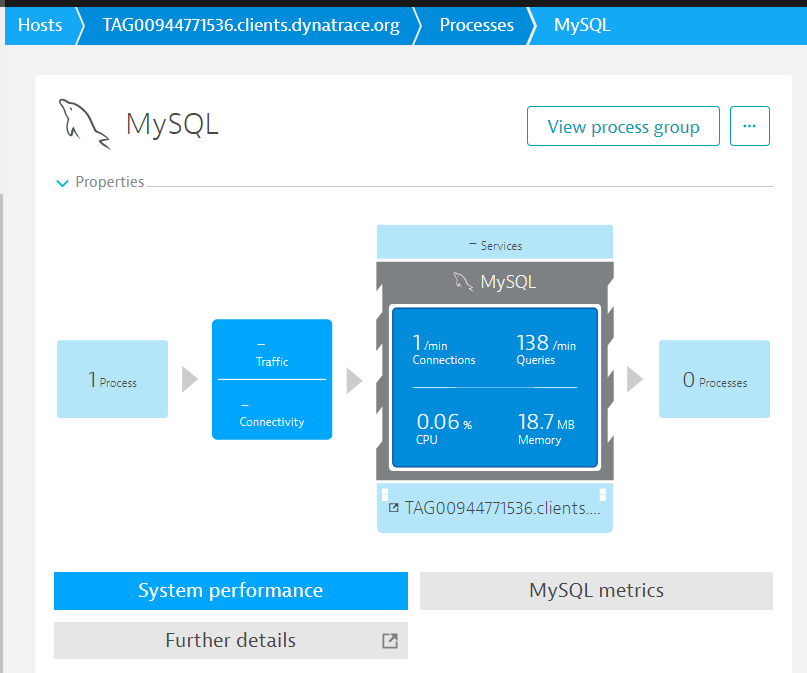 Hosts TAG00944771536.clients.dynatrace.org Processes MySQL
MySQL
View process group
...
Properties
– Services
MySQL
1 Process
– Traffic
– Connectivity
1 /min Connections
138 /min Queries
0.06 % CPU
18.7 MB Memory
0 Processes
TAG00944771536.clients....
System performance
MySQL metrics
Further details